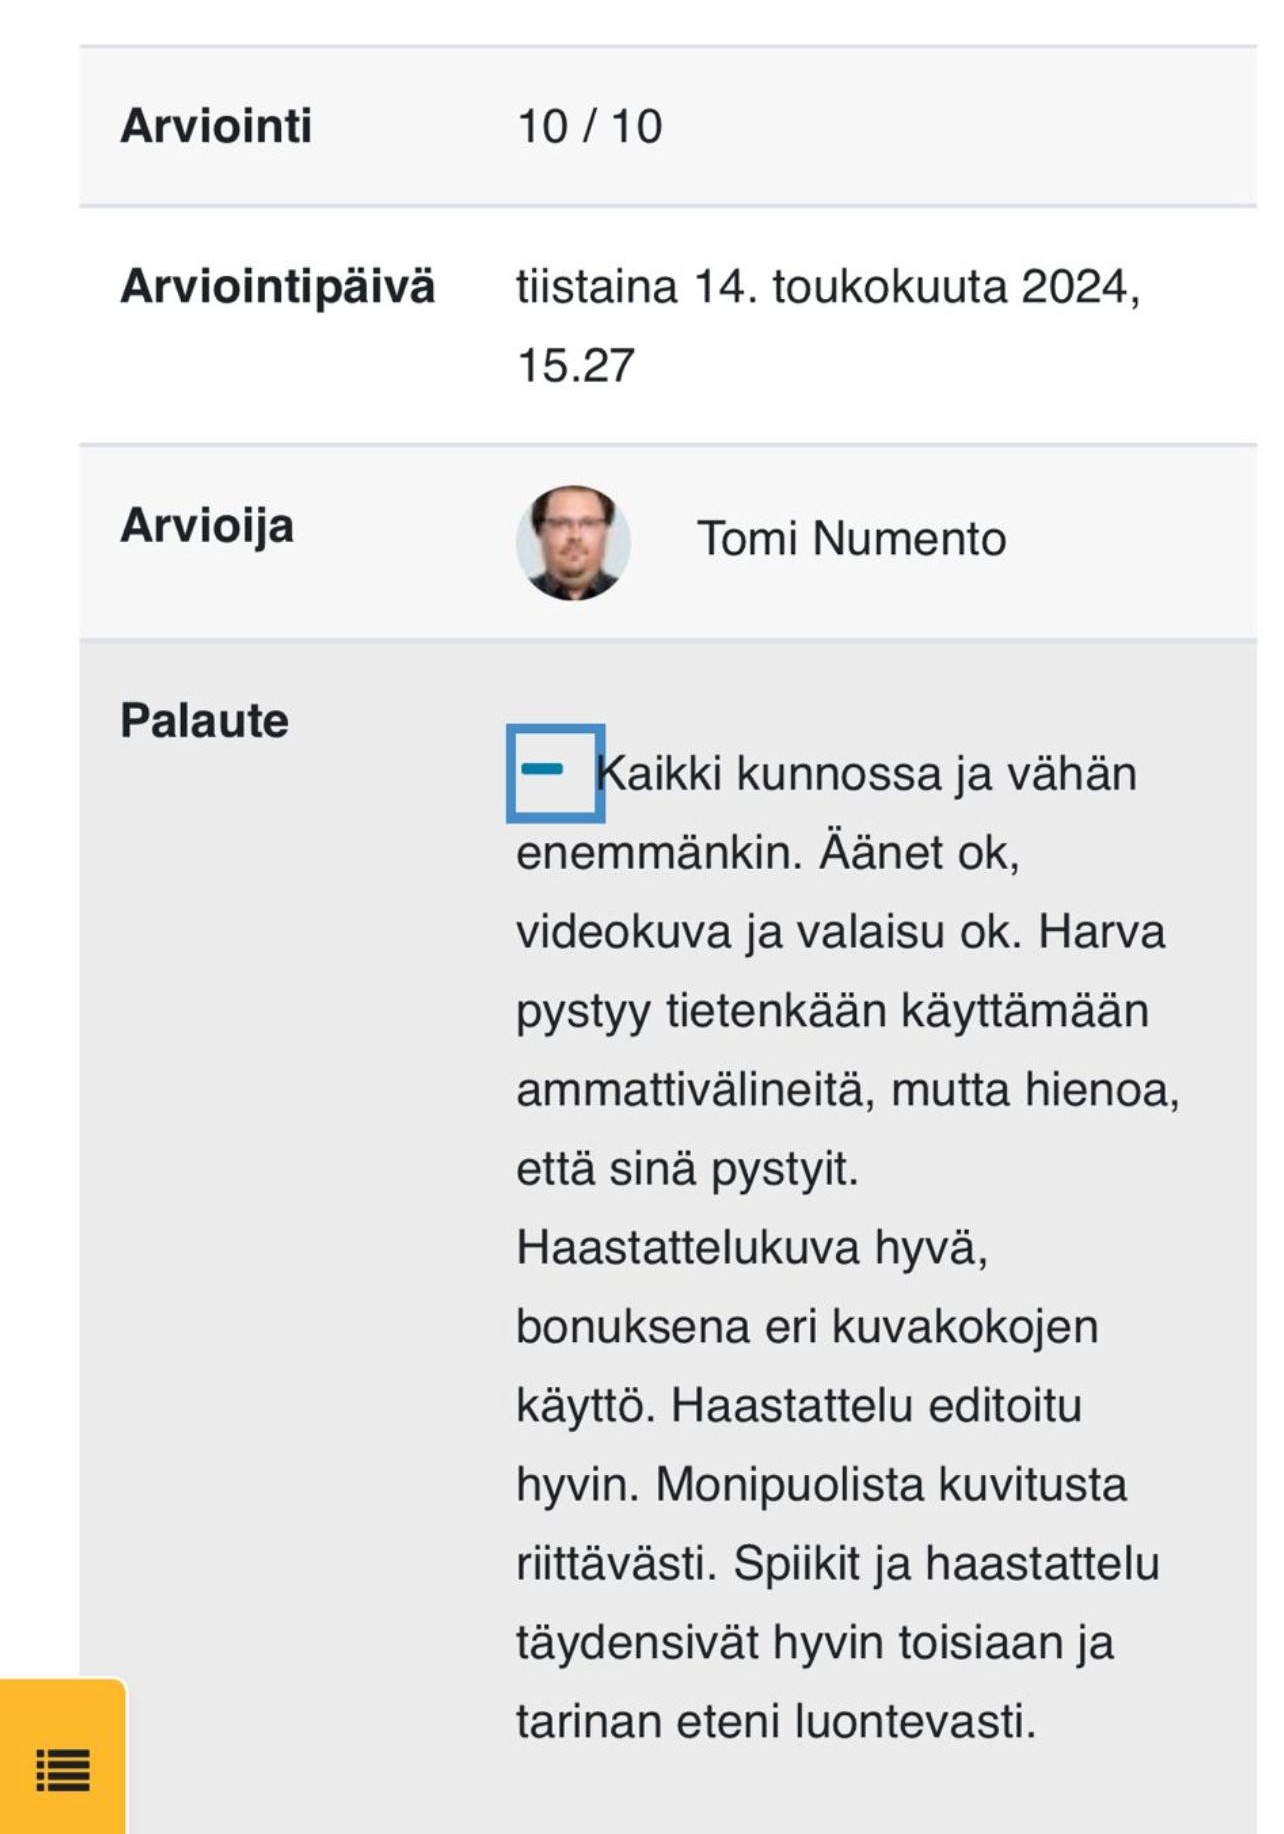 Arviointi 10 / 10
Arviointipäivä tiistaina 14. toukokuuta 2024,
15.27
Arvioija Tomi Numento
Palaute
Kaikki kunnossa ja vähän
enemmänkin. Äänet ok,
videokuva ja valaisu ok. Harva
pystyy tietenkään käyttämään
ammattivälineitä, mutta hienoa,
että sinä pystyit.
Haastattelukuva hyvä,
bonuksena eri kuvakokojen
käyttö. Haastattelu editoitu
hyvin. Monipuolista kuvitusta
riittävästi. Spiikit ja haastattelu
täydensivät hyvin toisiaan ja
tarinan eteni luontevasti.